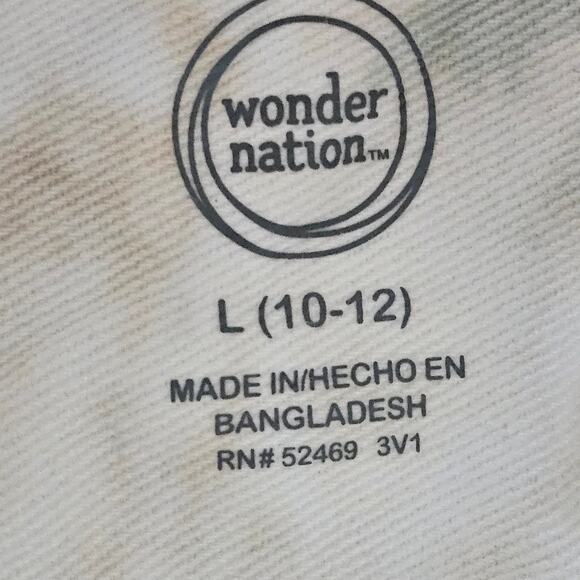 wonder
nation™
L (10-12)
MADE IN/HECHO EN
BANGLADESH
RN# 52469 3V1